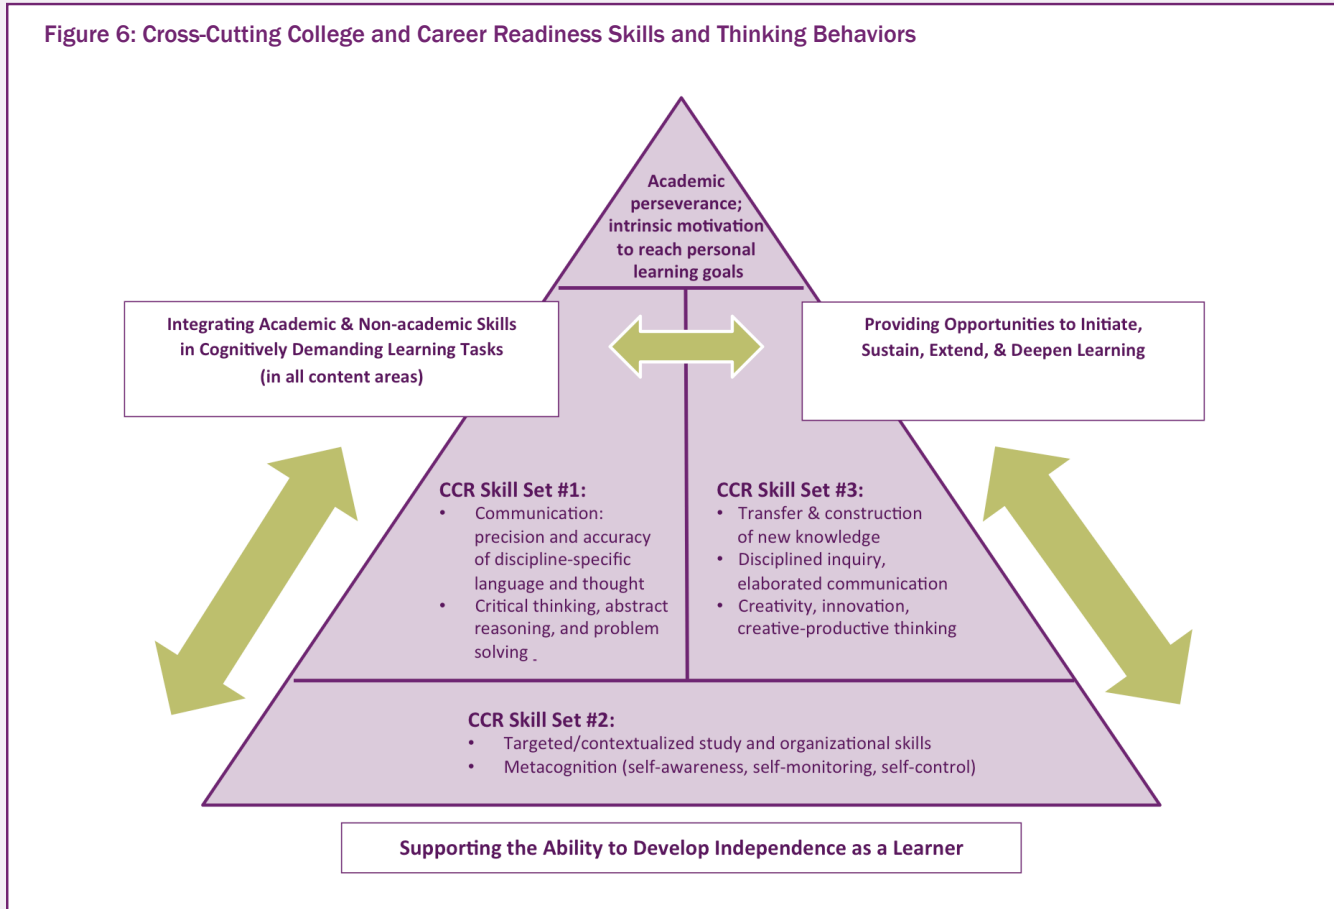 Figure 6: Cross-Cutting College and Career Readiness Skills and Thinking Behaviors
Academic
perseverance;
intrinsic motivation
to reach personal
learning goals
Integrating Academic & Non-academic Skills
in Cognitively Demanding Learning Tasks
(in all content areas)
Providing Opportunities to Initiate,
Sustain, Extend, & Deepen Learning
CCR Skill Set #1:
• Communication:
precision and accuracy
of discipline-specific
language and thought
• Critical thinking, abstract
reasoning, and problem
solving -
CCR Skill Set #3:
• Transfer & construction
of new knowledge
• Disciplined inquiry,
elaborated communication
• Creativity, innovation,
creative-productive thinking
CCR Skill Set #2:
• Targeted/contextualized study and organizational skills
• Metacognition (self-awareness, self-monitoring, self-control)
Supporting the Ability to Develop Independence as a Learner